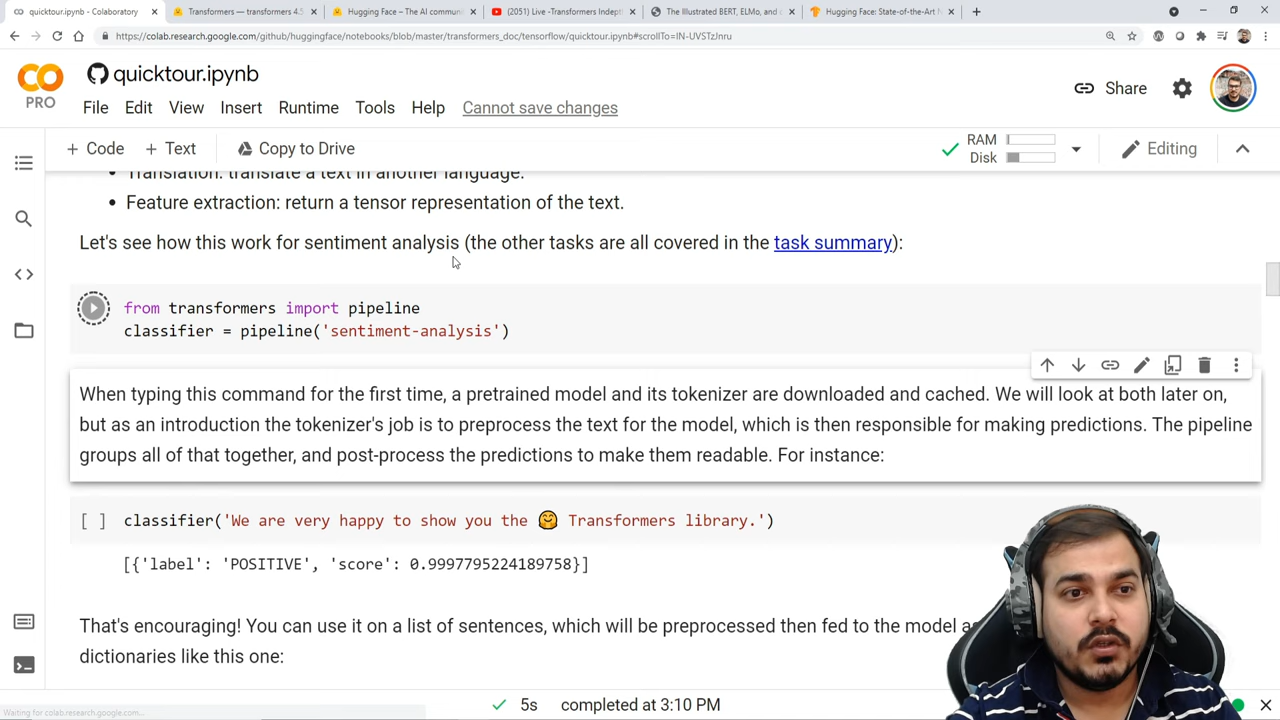 quicktour.ipynb - Colaboratory
Transformers — transformers 4.5
Hugging Face – The AI communi
(2051) Live -Transformers Indept
The Illustrated BERT, ELMo, and c
Hugging Face: State-of-the-Art N
https://colab.research.google.com/github/huggingface/notebooks/blob/master/transformers_doc/tensorflow/quicktour.ipynb#scrollTo=IN-UVSTzJnru
PRO
quicktour.ipynb
Share
File Edit View Insert Runtime Tools Help Cannot save changes
+ Code + Text Copy to Drive
RAM
Disk
Editing
• Translation: translate a text in another language.
• Feature extraction: return a tensor representation of the text.
Let's see how this work for sentiment analysis (the other tasks are all covered in the task summary):
from transformers import pipeline
classifier = pipeline('sentiment-analysis')
When typing this command for the first time, a pretrained model and its tokenizer are downloaded and cached. We will look at both later on,
but as an introduction the tokenizer's job is to preprocess the text for the model, which is then responsible for making predictions. The pipeline
groups all of that together, and post-process the predictions to make them readable. For instance:
[ ] classifier('We are very happy to show you the 🤗 Transformers library.')
[{'label': 'POSITIVE', 'score': 0.9997795224189758}]
That's encouraging! You can use it on a list of sentences, which will be preprocessed then fed to the model as
dictionaries like this one:
5s completed at 3:10 PM
Waiting for colab.research.google.com...